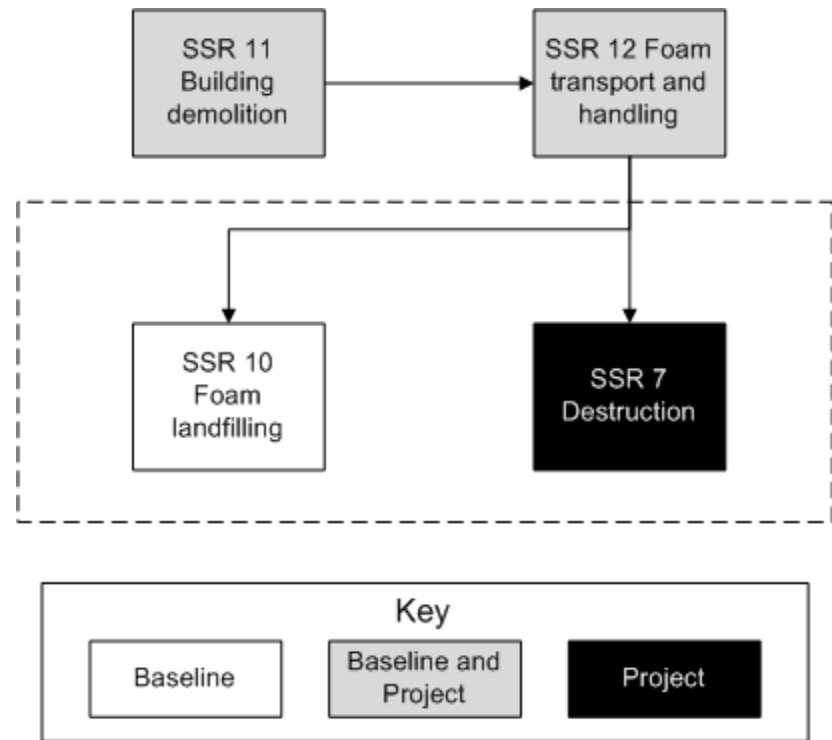 SSR 11
Building
demolition
SSR 12 Foam
transport and
handling
SSR 10
Foam
landfilling
SSR 7
Destruction
Key
Baseline
Baseline and
Project
Project